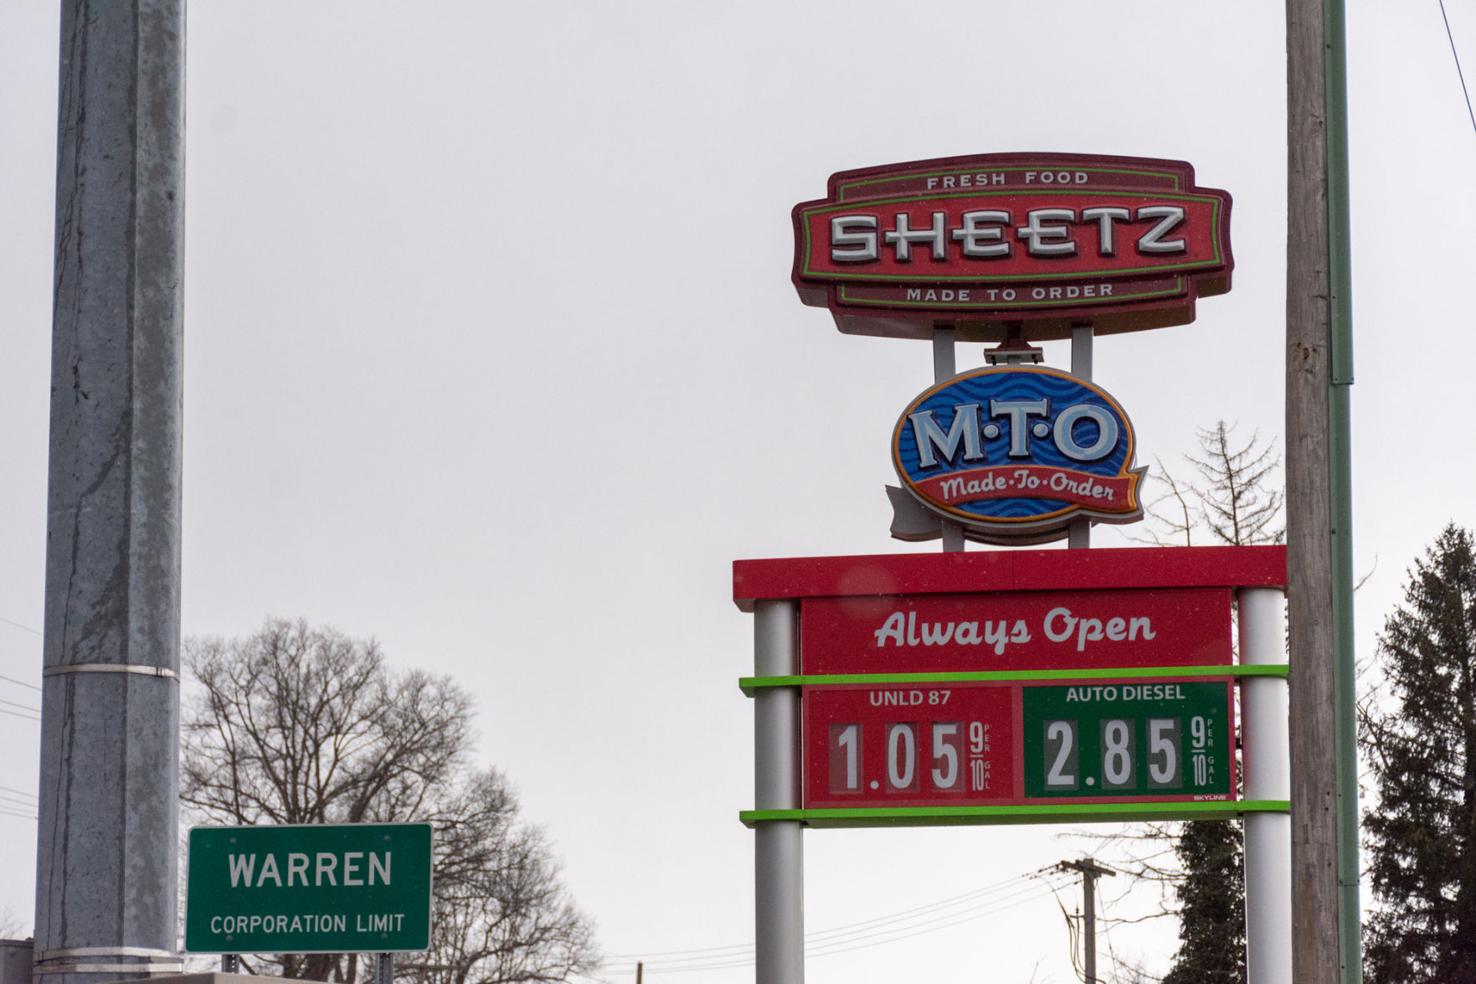 FRESH FOOD
SHEETZ
MADE TO ORDER
M·T·O
Made·To·Order
Always Open
UNLD 87
1.05 9/10 PER GAL
AUTO DIESEL
2.85 9/10 PER GAL
SKYLINE
WARREN
CORPORATION LIMIT